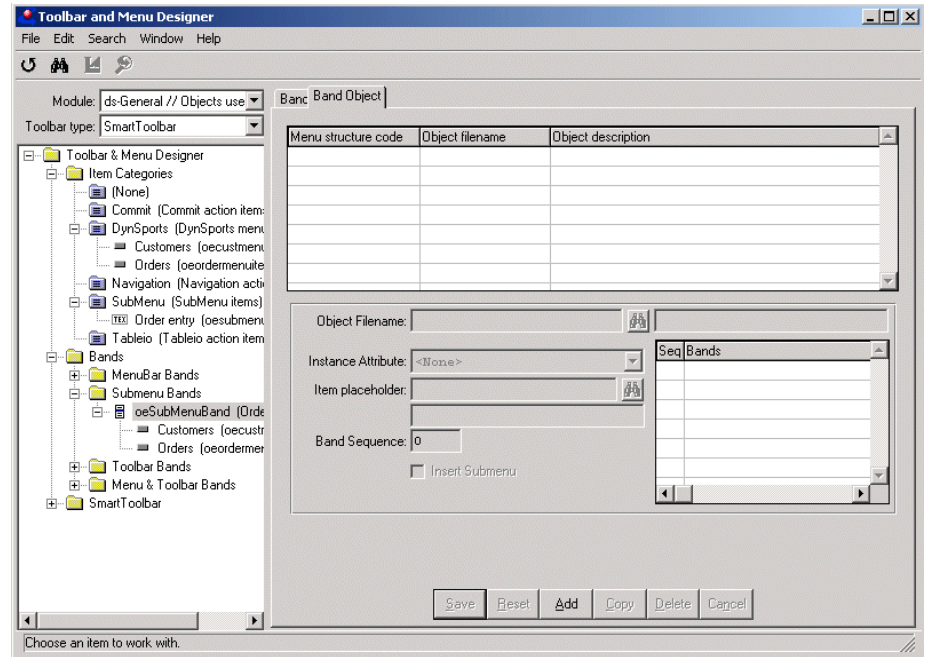 Toolbar and Menu Designer
File Edit Search Window Help
Module: ds-General // Objects use
Toolbar type: SmartToolbar
Toolbar & Menu Designer
Item Categories
(None)
Commit (Commit action item
DynSports (DynSports menu
Customers (oecustmenu
Orders (oeordermenuite
Navigation (Navigation acti
SubMenu (SubMenu items)
TEX Order entry (oesubmenu
Tableio (Tableio action item
Bands
MenuBar Bands
Submenu Bands
oeSubMenuBand (Orde
Customers (oecustr
Orders (oeordermer
Toolbar Bands
Menu & Toolbar Bands
SmartToolbar
Band Band Object
Menu structure code Object filename Object description
Object Filename:
Instance Attribute: <None>
Item placeholder:
Band Sequence: 0
Insert Submenu
Seq Bands
Save Reset Add Copy Delete Cancel
Choose an item to work with.